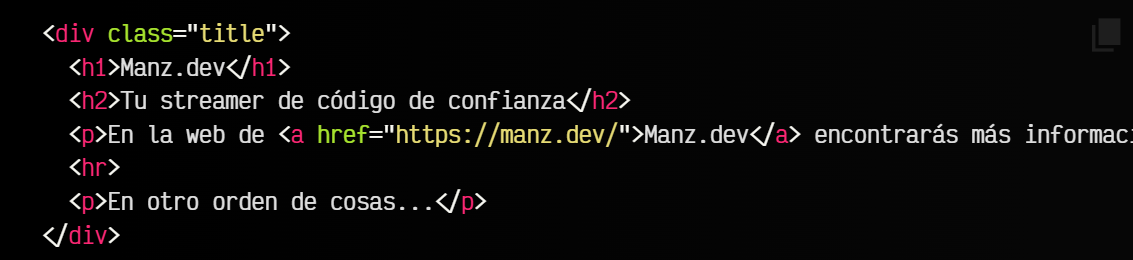 <div class="title">
  <h1>Manz.dev</h1>
  <h2>Tu streamer de código de confianza</h2>
  <p>En la web de <a href="https://manz.dev/">Manz.dev</a> encontrarás más
  <hr>
  <p>En otro orden de cosas...</p>
</div>